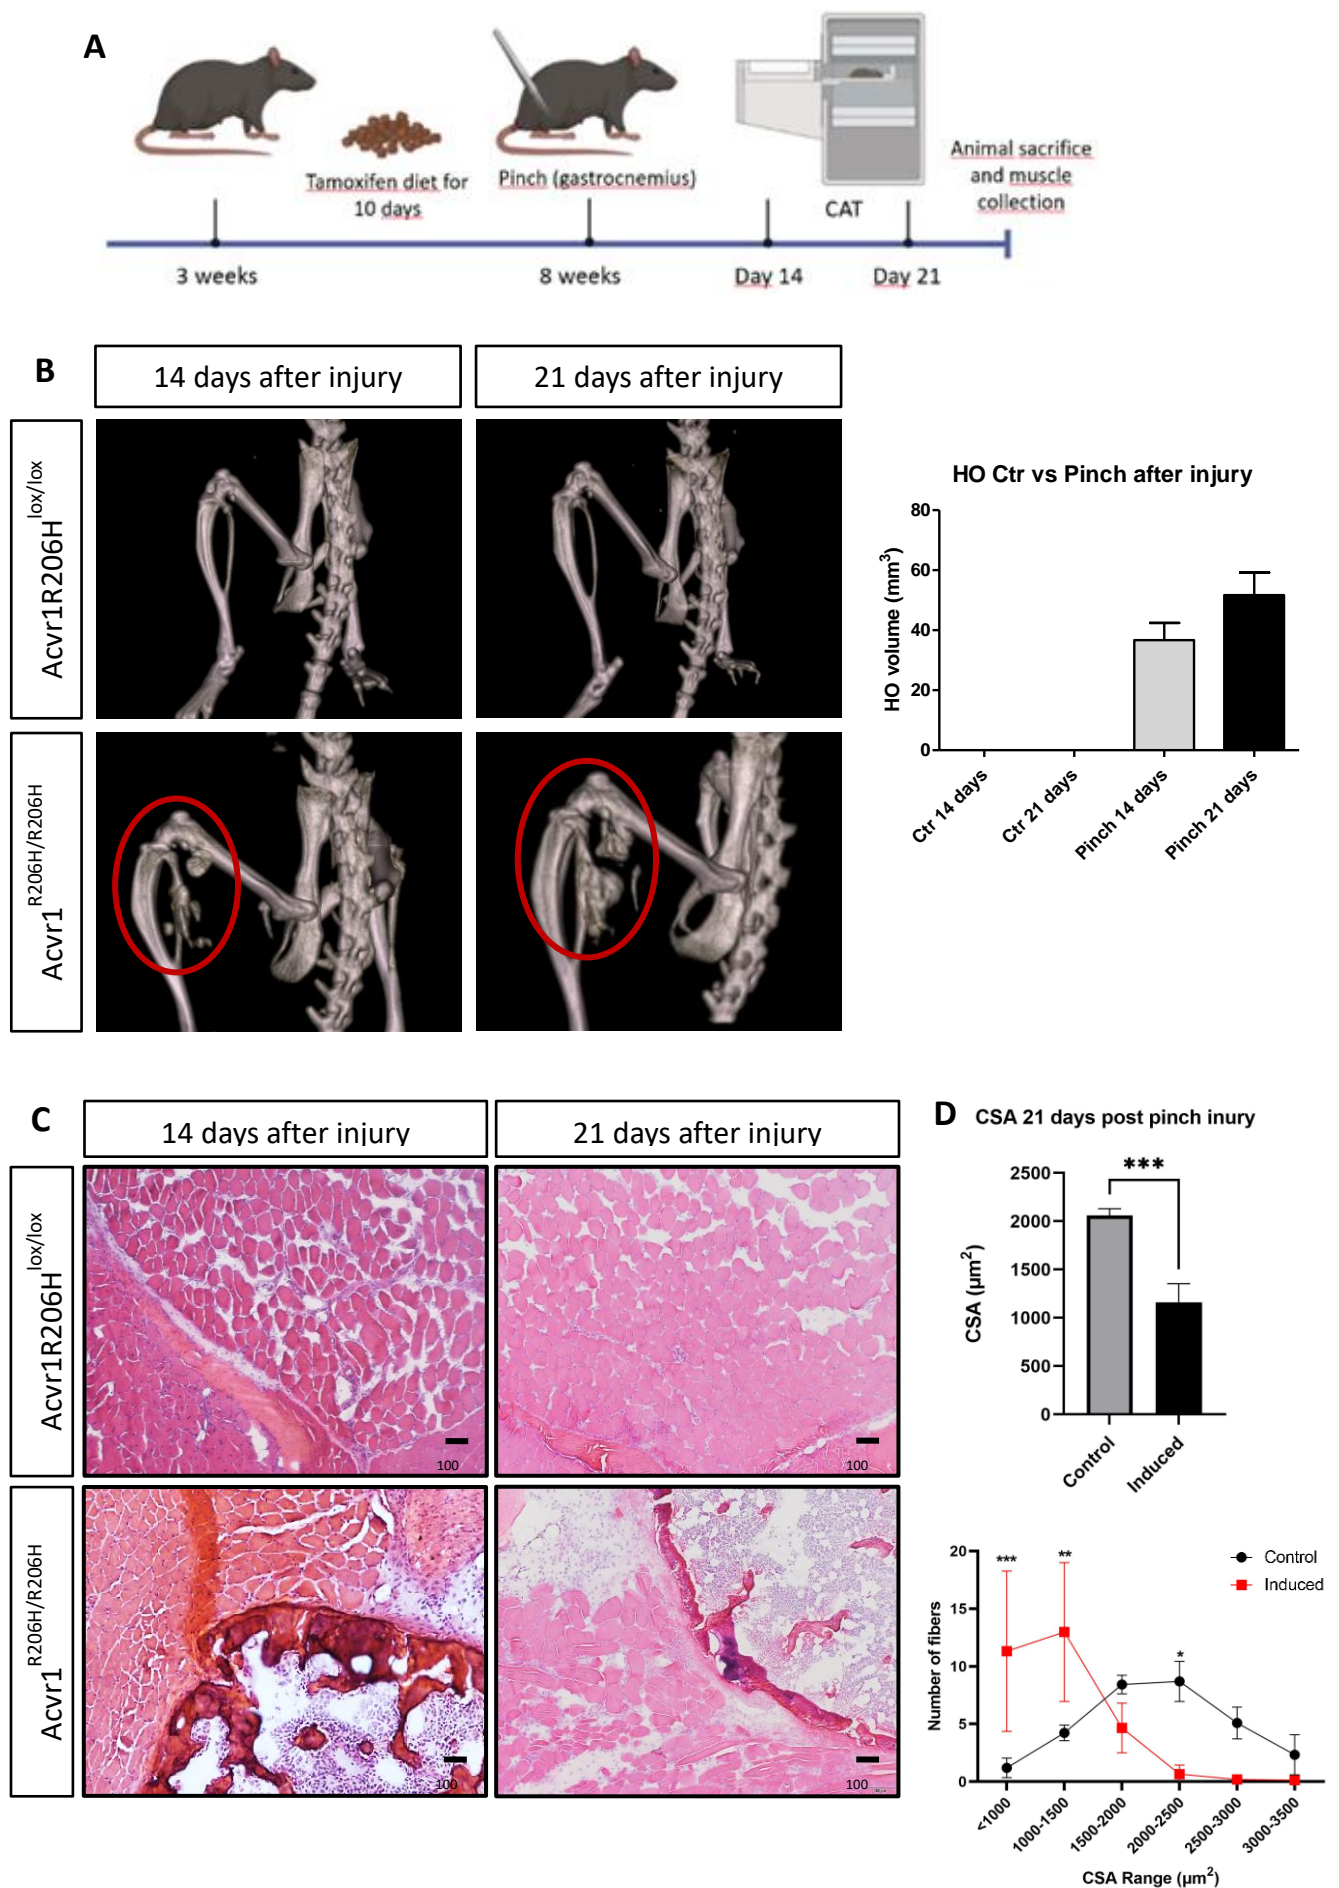 A
Tamoxifen diet for
10 days
Pinch (gastrocnemius)
CAT
Animal sacrifice
and muscle
collection
3 weeks
8 weeks
Day 14
Day 21
B
14 days after injury
21 days after injury
Acvr1R206H^lox/lox
Acvr1^R206H/R206H
HO Ctr vs Pinch after injury
HO volume (mm³)
80
60
40
20
0
Ctr 14 days
Ctr 21 days
Pinch 14 days
Pinch 21 days
C
14 days after injury
21 days after injury
Acvr1R206H^lox/lox
Acvr1^R206H/R206H
100
100
100
100
D
CSA 21 days post pinch inury
***
CSA (µm²)
2500
2000
1500
1000
500
0
Control
Induced
Control
Induced
***
**
*
Number of fibers
20
15
10
5
0
<1000
1000-1500
1500-2000
2000-2500
2500-3000
3000-3500
CSA Range (µm²)